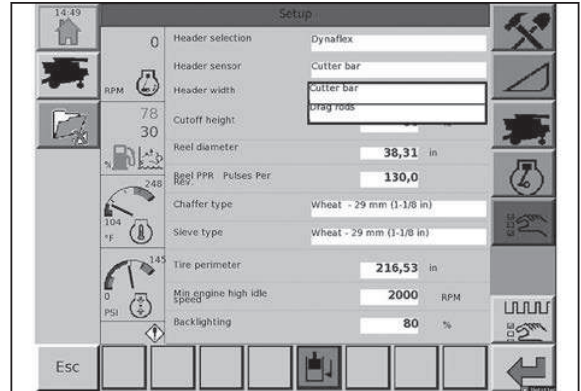 14:49
Setup
0
RPM
Header selection
Dynaflex
Header sensor
Cutter bar
Header width
Cutter bar
Drag rods
78
30
%
Cutoff height
Reel diameter
38,31 in
Reel PPR Pulses Per
Rev.
130,0
248
104
°F
Chaffer type
Wheat - 29 mm (1-1/8 in)
Sieve type
Wheat - 29 mm (1-1/8 in)
145
0
PSI
Tire perimeter
216,53 in
Min engine high idle
speed
2000 RPM
Backlighting
80 %
Esc